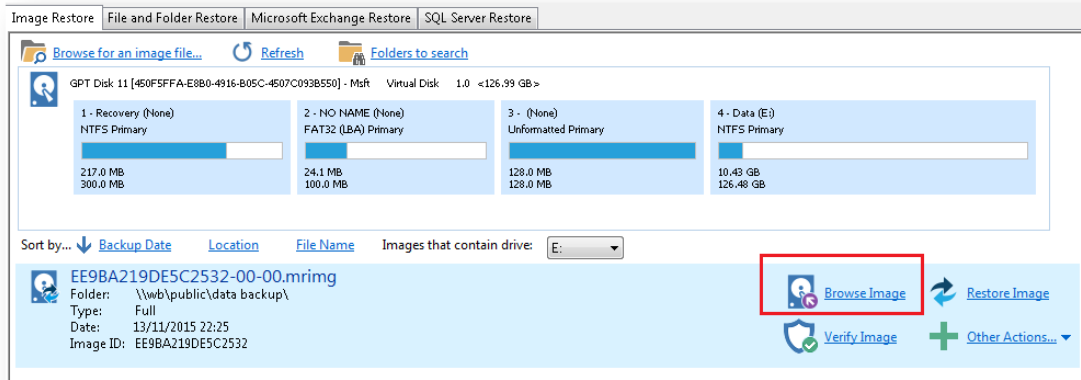 Image Restore File and Folder Restore Microsoft Exchange Restore SQL Server Restore
Browse for an image file... Refresh Folders to search
GPT Disk 11 [450F5FFA-E8B0-4916-B05C-4507C093B550] - Msft Virtual Disk 1.0 <126.99 GB>
1 - Recovery (None) 2 - NO NAME (None) 3 - (None) 4 - Data (E:)
NTFS Primary FAT32 (LBA) Primary Unformatted Primary NTFS Primary
217.0 MB 24.1 MB 128.0 MB 10.43 GB
300.0 MB 100.0 MB 128.0 MB 126.48 GB
Sort by... Backup Date Location File Name Images that contain drive: E:
EE9BA219DE5C2532-00-00.mrimg
Folder: \\wb\public\data backup\
Type: Full
Date: 13/11/2015 22:25
Image ID: EE9BA219DE5C2532
Browse Image Restore Image
Verify Image Other Actions...